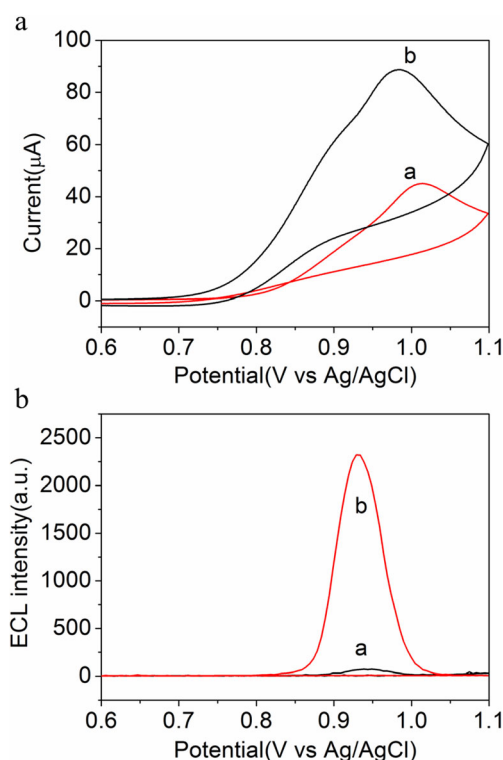 a
100
80
60
40
20
0
Current(μA)
b
a
0.6 0.7 0.8 0.9 1.0 1.1
Potential(V vs Ag/AgCl)
b
2500
2000
1500
1000
500
0
ECL intensity(a.u.)
b
a
0.6 0.7 0.8 0.9 1.0 1.1
Potential(V vs Ag/AgCl)